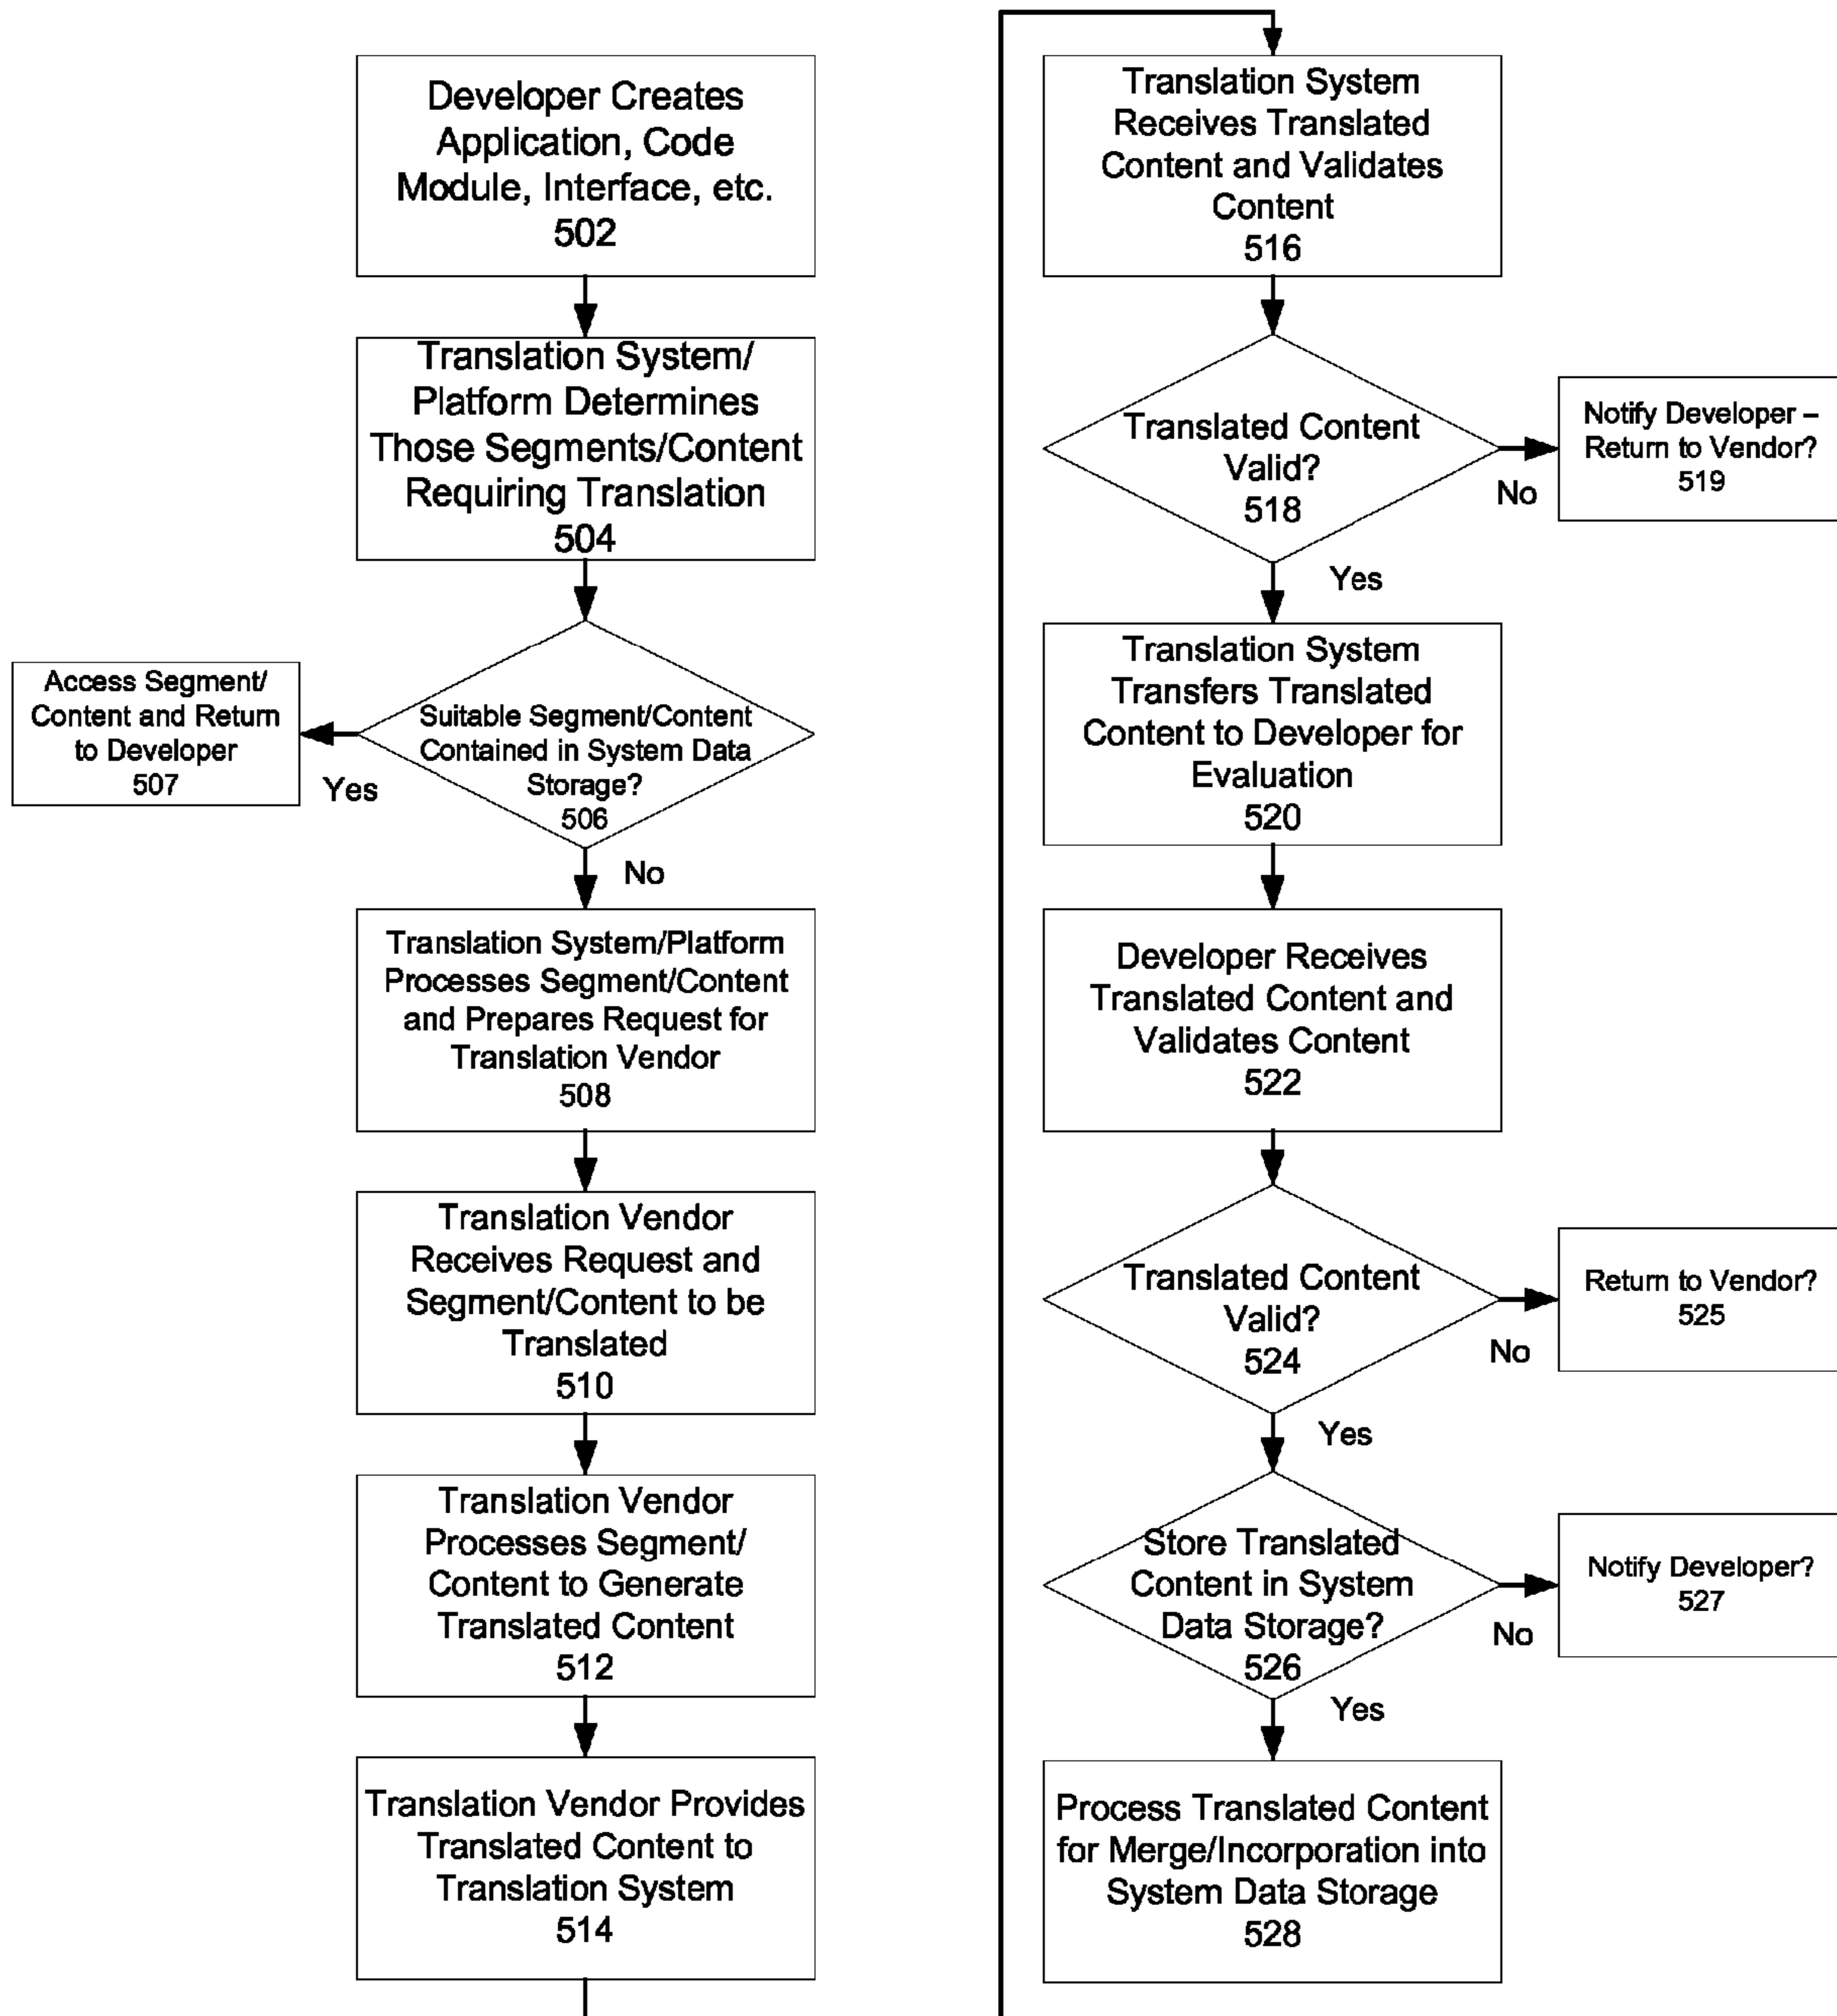 Developer Creates
Application, Code
Module, Interface, etc.
502
Translation System/
Platform Determines
Those Segments/Content
Requiring Translation
504
Access Segment/
Content and Return
to Developer
507
Yes
Suitable Segment/Content
Contained in System Data
Storage?
506
No
Translation System/Platform
Processes Segment/Content
and Prepares Request for
Translation Vendor
508
Translation Vendor
Receives Request and
Segment/Content to be
Translated
510
Translation Vendor
Processes Segment/
Content to Generate
Translated Content
512
Translation Vendor Provides
Translated Content to
Translation System
514
Translation System
Receives Translated
Content and Validates
Content
516
Translated Content
Valid?
518
No
Notify Developer –
Return to Vendor?
519
Yes
Translation System
Transfers Translated
Content to Developer for
Evaluation
520
Developer Receives
Translated Content and
Validates Content
522
Translated Content
Valid?
524
No
Return to Vendor?
525
Yes
Store Translated
Content in System
Data Storage?
526
No
Notify Developer?
527
Yes
Process Translated Content
for Merge/Incorporation into
System Data Storage
528